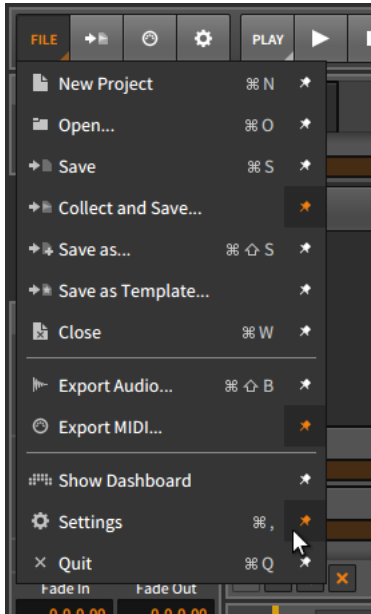 FILE PLAY
New Project ⌘ N
Open... ⌘ O
Save ⌘ S
Collect and Save...
Save as... ⌘ ⇧ S
Save as Template...
Close ⌘ W
Export Audio... ⌘ ⇧ B
Export MIDI...
Show Dashboard
Settings ⌘ ,
Quit ⌘ Q
Fade In Fade Out